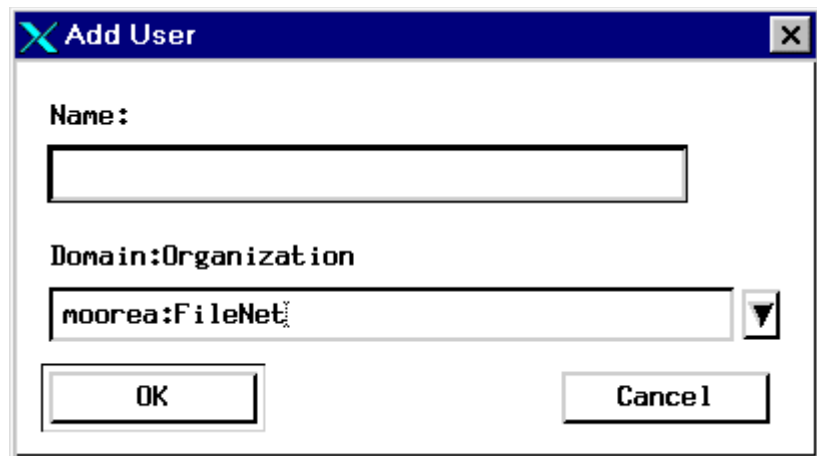 Add User
Name:
Domain:Organization
moorea:FileNet
OK
Cancel